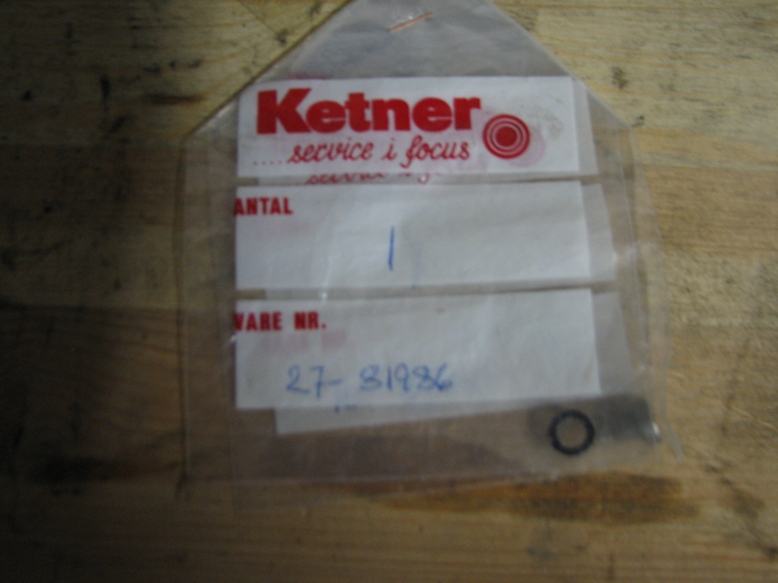 Ketner
....service i focus
ANTAL
1
VARE NR.
27-81986